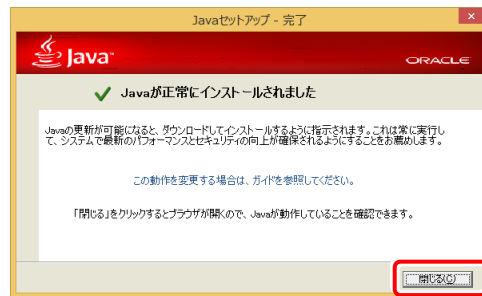 Javaセットアップ - 完了
Java
ORACLE
Javaが正常にインストールされました
Javaの更新が可能になると、ダウンロードしてインストールするように指示されます。これは常に実行し
て、システムで最新のパフォーマンスとセキュリティの向上が確保されるようにすることをお薦めします。
この動作を変更する場合は、ガイドを参照してください。
「閉じる」をクリックするとブラウザが開くので、Javaが動作していることを確認できます。
閉じる(C)